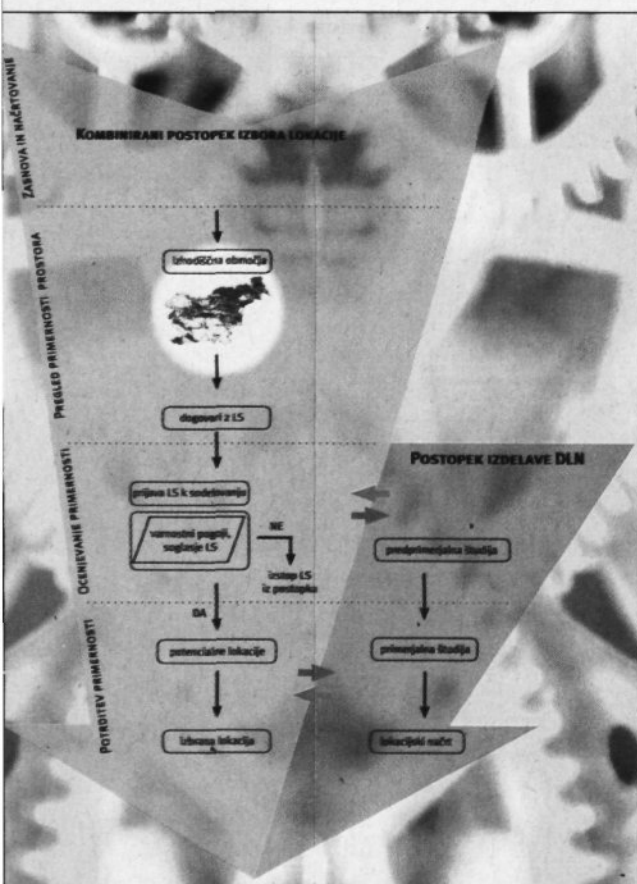 ZASNOVA IN NAČRTOVANJE
KOMBINIRANI POSTOPEK IZBORA LOKACIJE
PREGLED PRIMERNOSTI PROSTORA
izhodiščna območja
dogovori z LS
OCENJEVANJE PRIMERNOSTI
POSTOPEK IZDELAVE DLN
prijava LS k sodelovanju
varnostni pogoji,
soglasje LS
NE
izstop LS
iz postopka
predprimerjalna študija
DA
POTRDITEV PRIMERNOSTI
potencialne lokacije
primerjalna študija
izbrana lokacija
lokacijski načrt